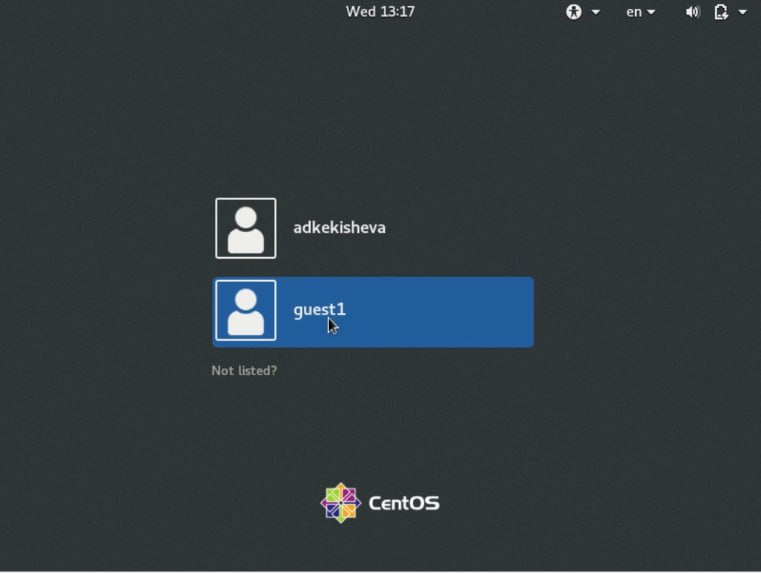 Wed 13:17
en
adkekisheva
guest1
Not listed?
CentOS